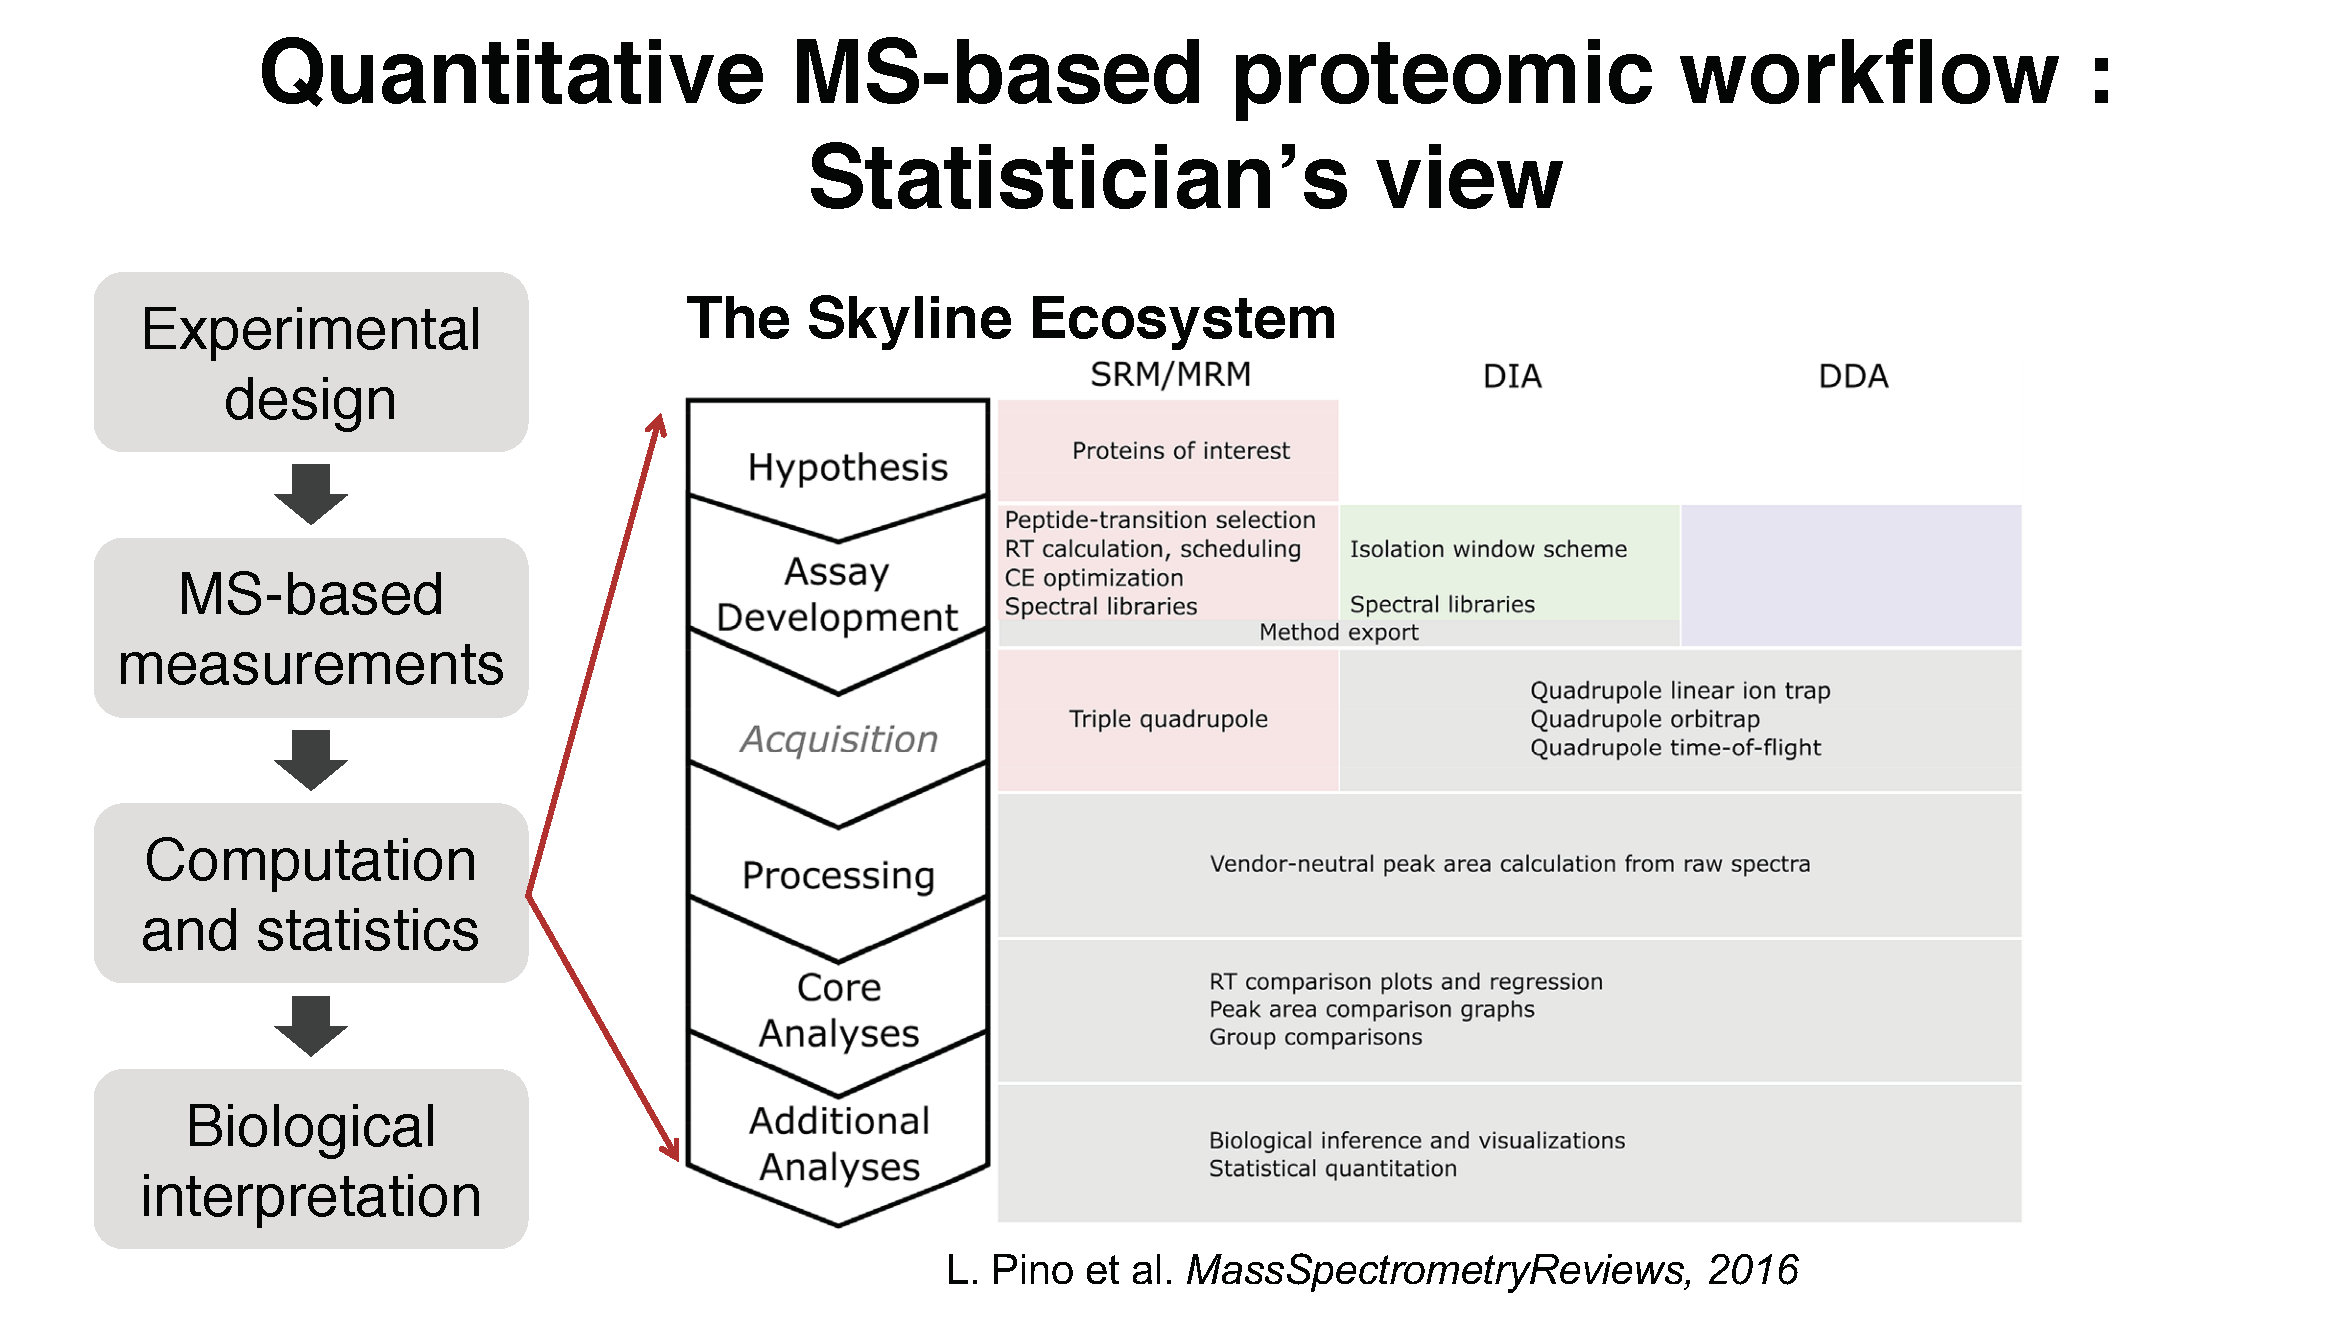 Quantitative MS-based proteomic workflow :
Statistician’s view
Experimental
design
MS-based
measurements
Computation
and statistics
Biological
interpretation
The Skyline Ecosystem
SRM/MRM
DIA
DDA
Hypothesis
Proteins of interest
Assay
Development
Peptide-transition selection
RT calculation, scheduling
CE optimization
Spectral libraries
Isolation window scheme
Spectral libraries
Method export
Acquisition
Triple quadrupole
Quadrupole linear ion trap
Quadrupole orbitrap
Quadrupole time-of-flight
Processing
Vendor-neutral peak area calculation from raw spectra
Core
Analyses
RT comparison plots and regression
Peak area comparison graphs
Group comparisons
Additional
Analyses
Biological inference and visualizations
Statistical quantitation
L. Pino et al. MassSpectrometryReviews, 2016